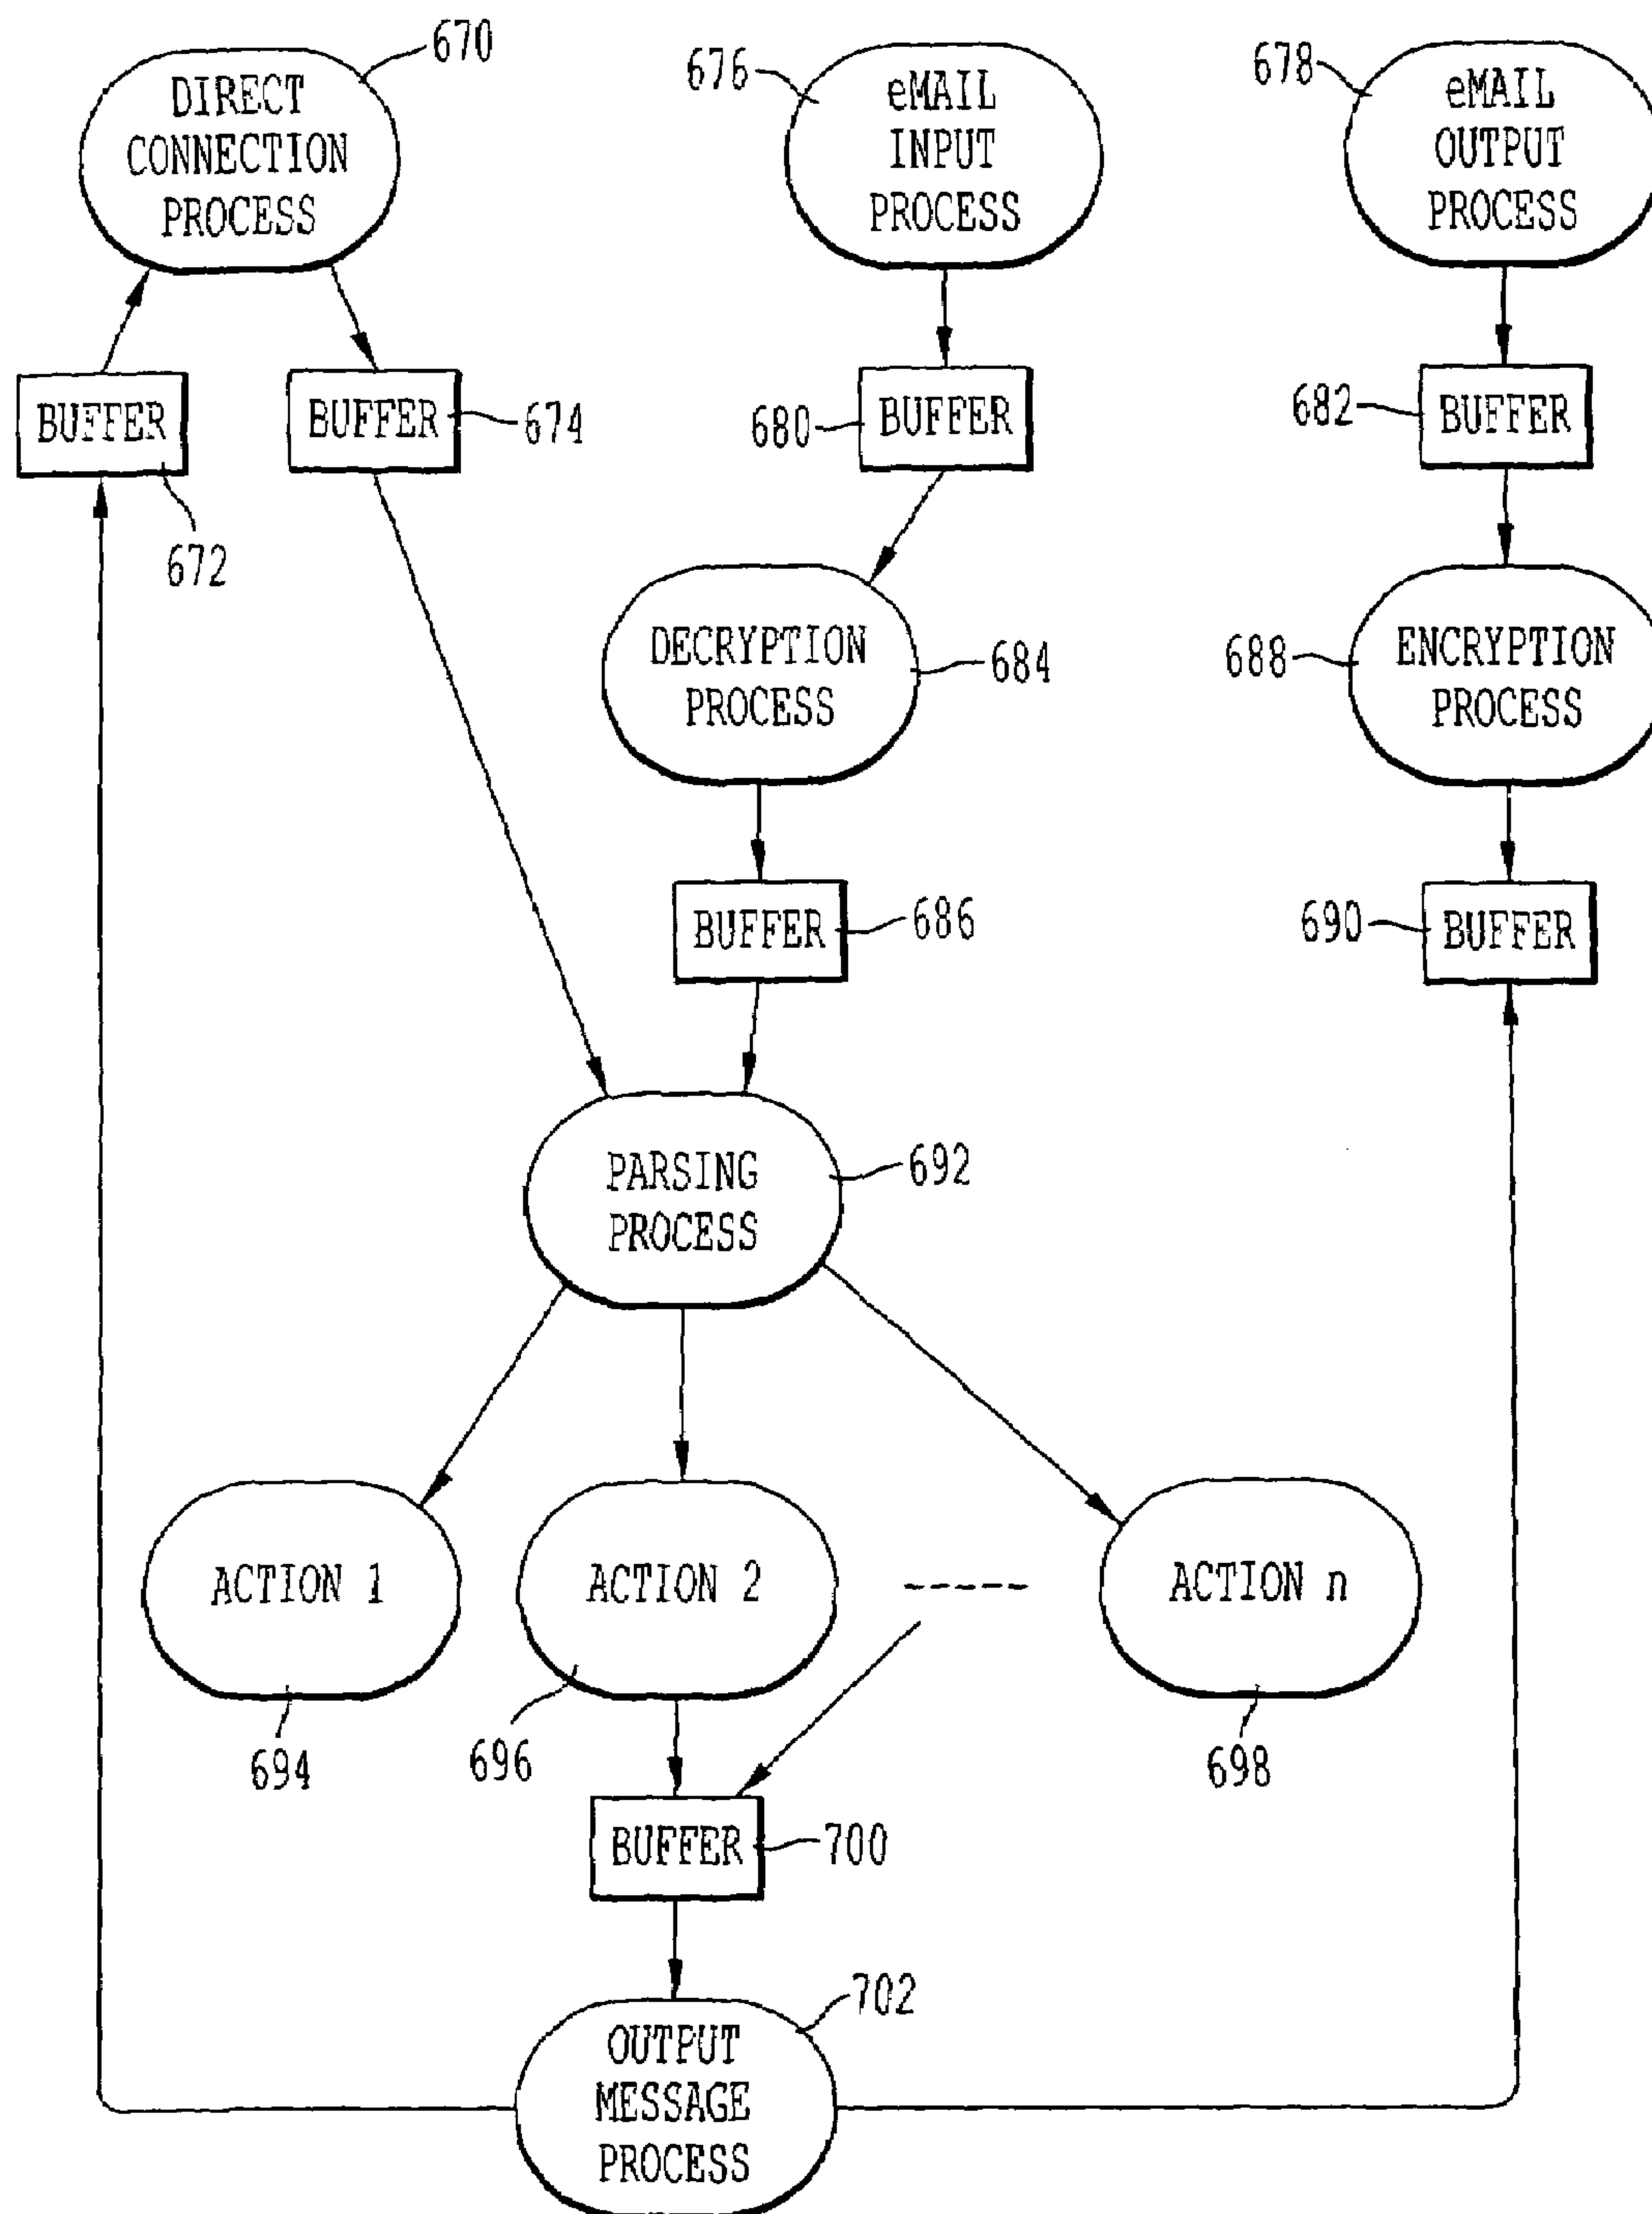 670
DIRECT
CONNECTION
PROCESS
676
eMAIL
INPUT
PROCESS
678
eMAIL
OUTPUT
PROCESS
BUFFER
672
BUFFER
674
680
BUFFER
682
BUFFER
DECRYPTION
PROCESS
684
688
ENCRYPTION
PROCESS
BUFFER
686
690
BUFFER
PARSING
PROCESS
692
ACTION 1
694
ACTION 2
696
-----
ACTION n
698
BUFFER
700
702
OUTPUT
MESSAGE
PROCESS